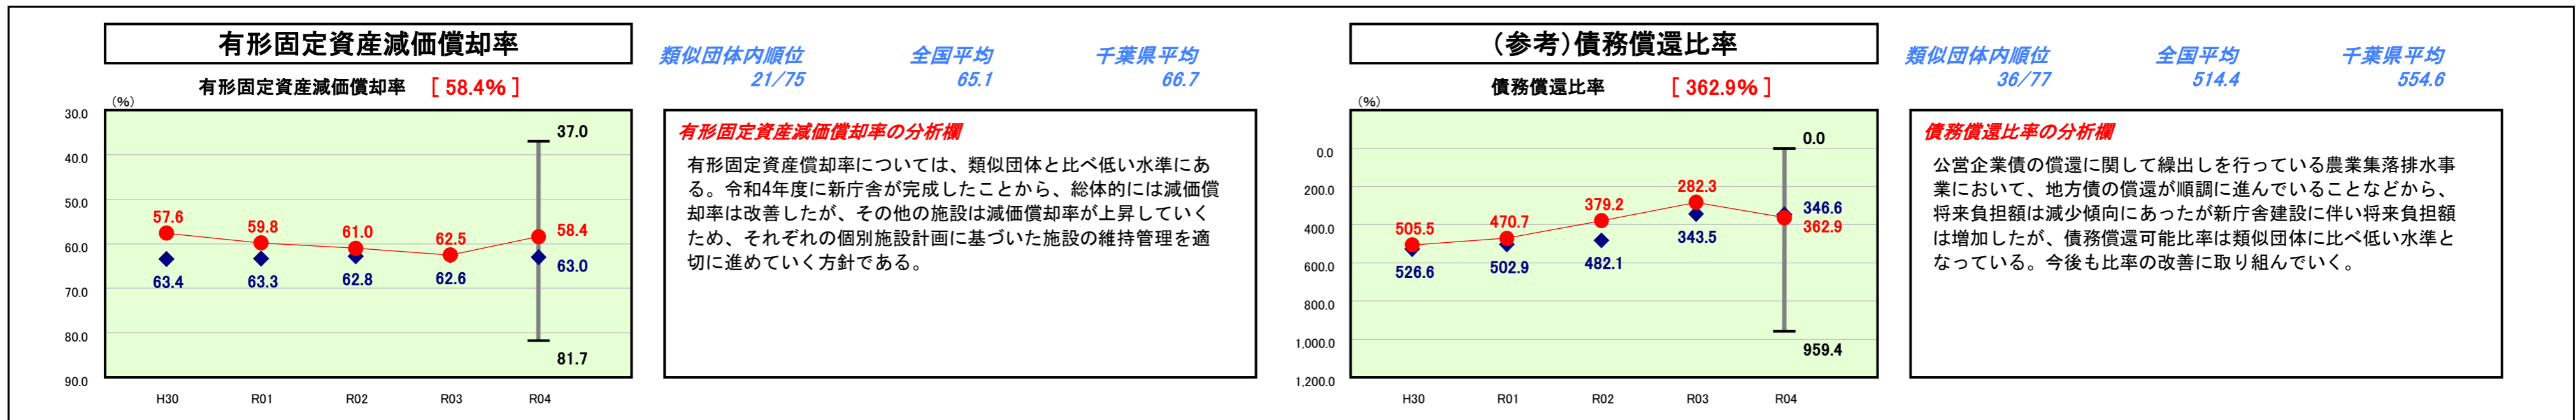 有形固定資産減価償却率
有形固定資産減価償却率 [ 58.4% ]
類似団体内順位 全国平均 千葉県平均
21/75 65.1 66.7
(%)
30.0
40.0
50.0
60.0
70.0
80.0
90.0
57.6 59.8 61.0 62.5 58.4
63.4 63.3 62.8 62.6 63.0
37.0
81.7
H30 R01 R02 R03 R04
有形固定資産減価償却率の分析欄
有形固定資産償却率については、類似団体と比べ低い水準にあ
る。令和4年度に新庁舎が完成したことから、総体的には減価償
却率は改善したが、その他の施設は減価償却率が上昇していく
ため、それぞれの個別施設計画に基づいた施設の維持管理を適
切に進めていく方針である。
(参考)債務償還比率
債務償還比率 [ 362.9% ]
類似団体内順位 全国平均 千葉県平均
36/77 514.4 554.6
(%)
0.0
200.0
400.0
600.0
800.0
1,000.0
1,200.0
505.5 470.7 379.2 282.3 362.9
526.6 502.9 482.1 343.5 346.6
0.0
959.4
H30 R01 R02 R03 R04
債務償還比率の分析欄
公営企業債の償還に関して繰出しを行っている農業集落排水事
業において、地方債の償還が順調に進んでいることなどから、
将来負担額は減少傾向にあったが新庁舎建設に伴い将来負担額
は増加したが、債務償還可能比率は類似団体に比べ低い水準と
なっている。今後も比率の改善に取り組んでいく。